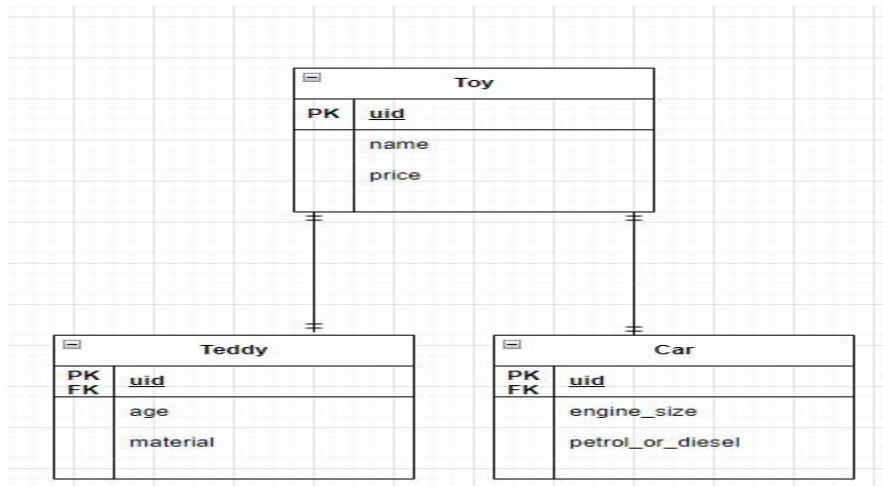 Toy
PK uid
name
price
Teddy
PK
FK uid
age
material
Car
PK
FK uid
engine_size
petrol_or_diesel